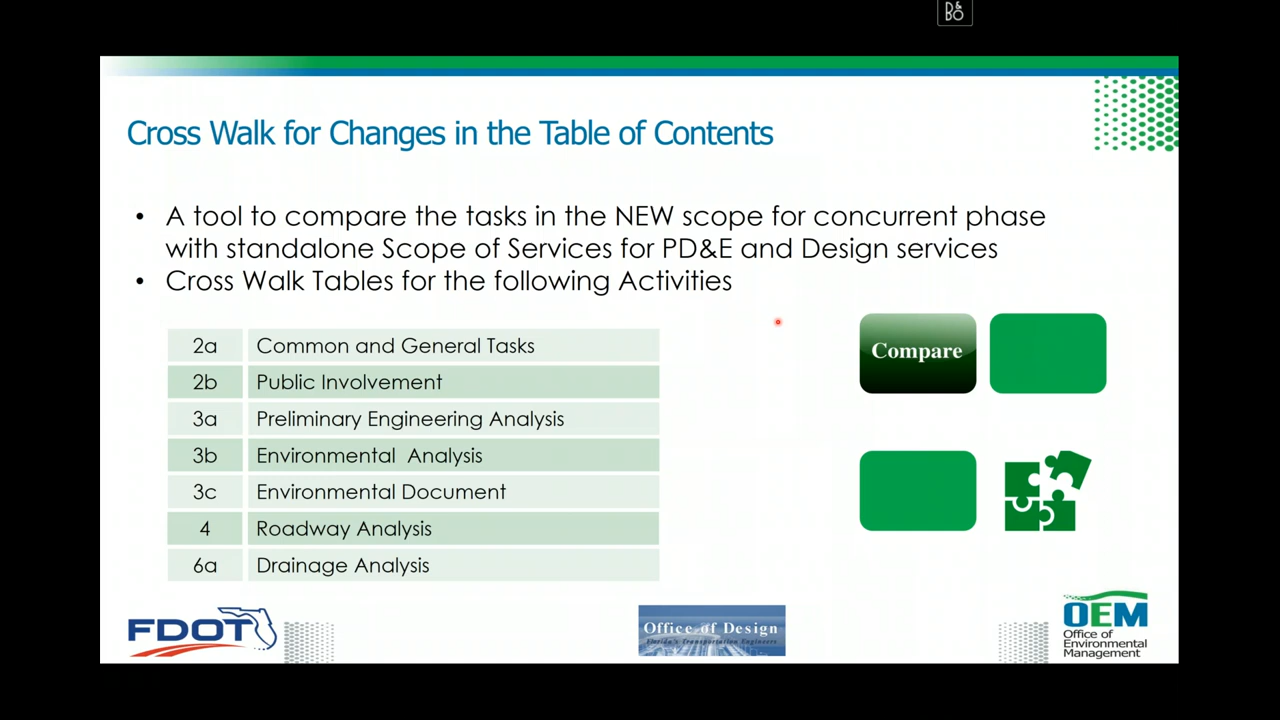 B&O
Cross Walk for Changes in the Table of Contents
• A tool to compare the tasks in the NEW scope for concurrent phase
with standalone Scope of Services for PD&E and Design services
• Cross Walk Tables for the following Activities
2a Common and General Tasks
2b Public Involvement
3a Preliminary Engineering Analysis
3b Environmental Analysis
3c Environmental Document
4 Roadway Analysis
6a Drainage Analysis
Compare
FDOT
Office of Design
Florida's Transportation Engineers
OEM
Office of
Environmental
Management